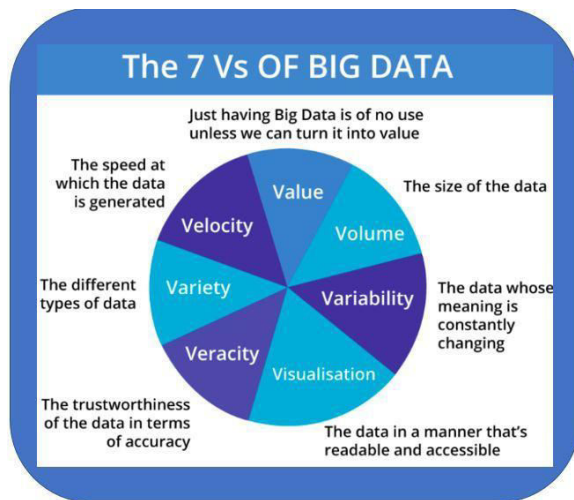 The 7 Vs OF BIG DATA
Just having Big Data is of no use
unless we can turn it into value
Value
The size of the data
Volume
The data whose
meaning is
constantly
changing
Variability
The data in a manner that's
readable and accessible
Visualisation
The trustworthiness
of the data in terms
of accuracy
Veracity
The different
types of data
Variety
The speed at
which the data
is generated
Velocity